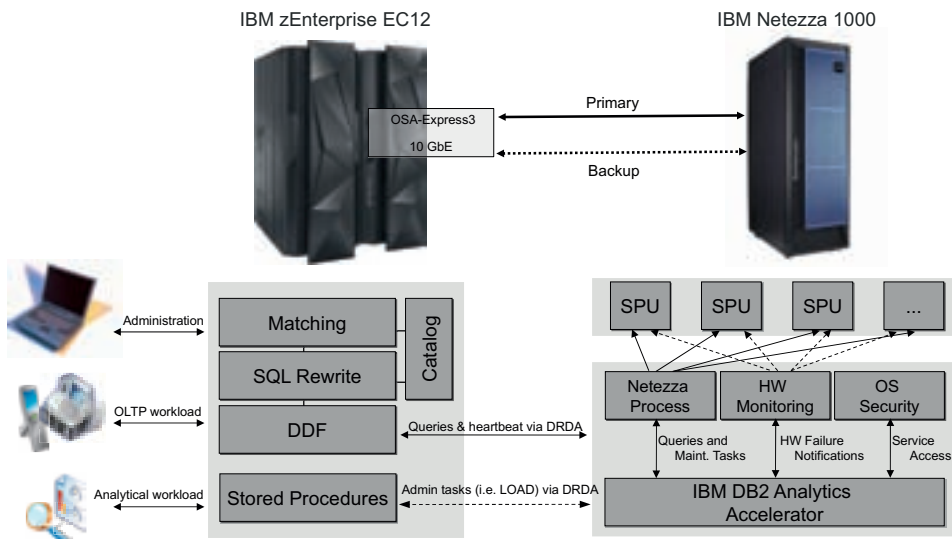 IBM zEnterprise EC12
IBM Netezza 1000
OSA-Express3
10 GbE
Primary
Backup
Administration
OLTP workload
Analytical workload
Matching
SQL Rewrite
DDF
Catalog
Stored Procedures
Queries & heartbeat via DRDA
Admin tasks (i.e. LOAD) via DRDA
SPU
SPU
SPU
...
Netezza
Process
HW
Monitoring
OS
Security
Queries and
Maint. Tasks
HW Failure
Notifications
Service
Access
IBM DB2 Analytics
Accelerator